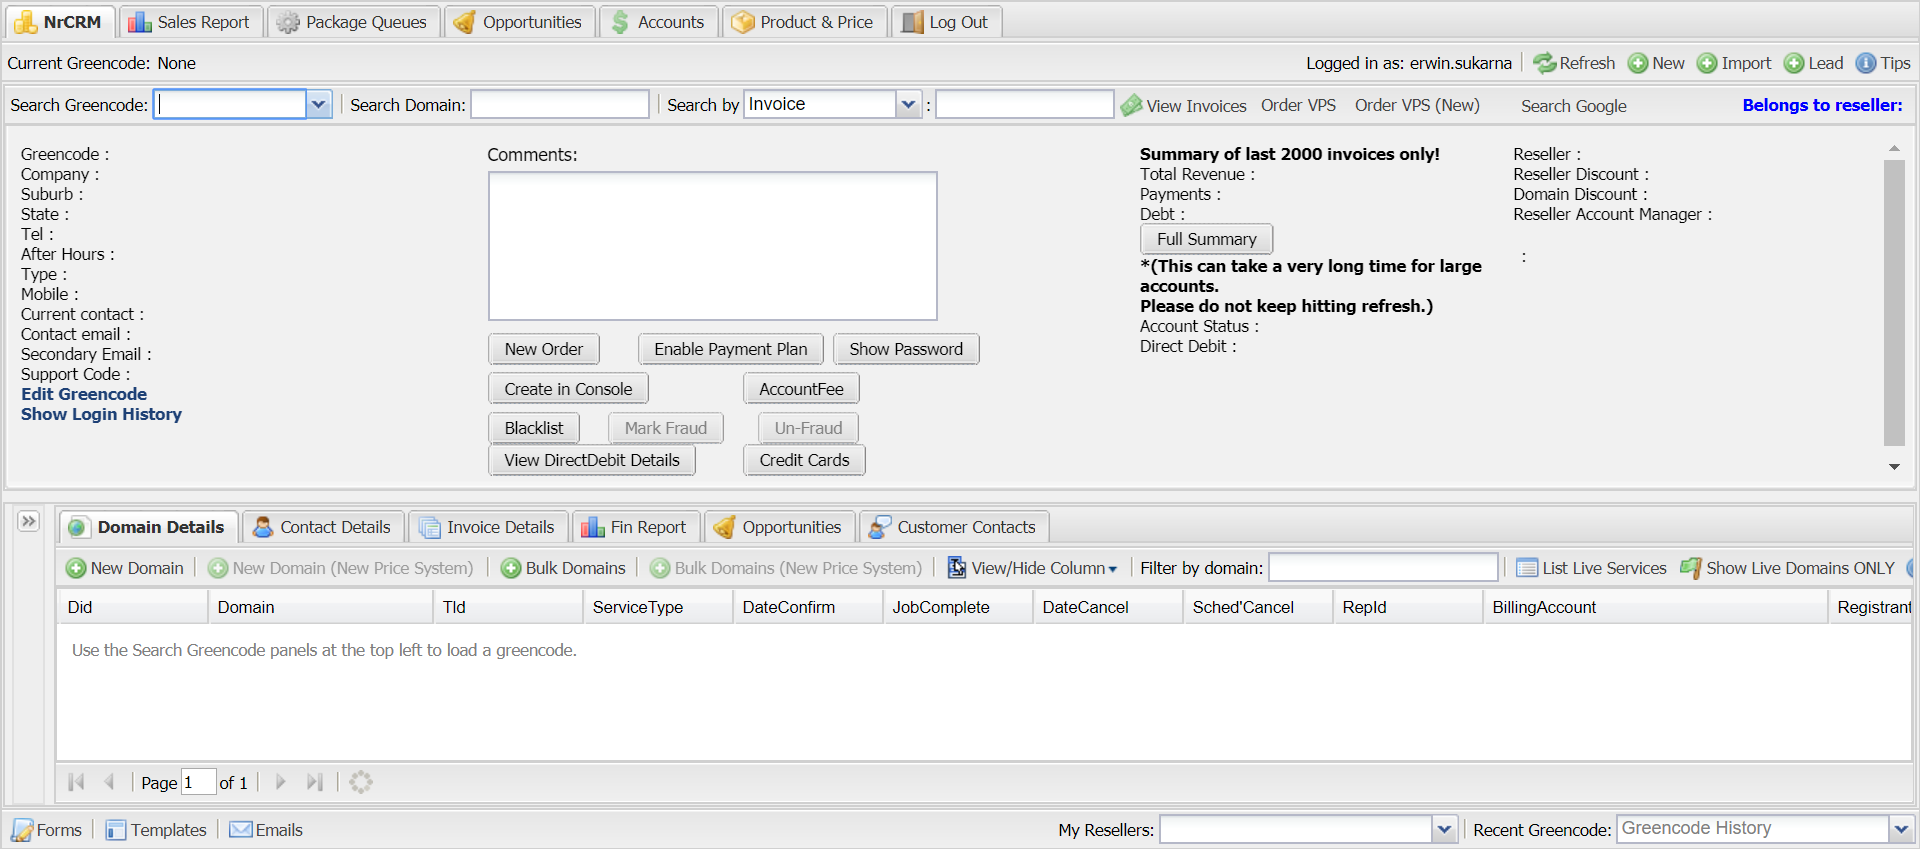 NrCRM Sales Report Package Queues Opportunities Accounts Product & Price Log Out
Current Greencode: None Logged in as: erwin.sukarna Refresh New Import Lead Tips
Search Greencode: Search Domain: Search by Invoice : View Invoices Order VPS Order VPS (New) Search Google Belongs to reseller:
Greencode :
Company :
Suburb :
State :
Tel :
After Hours :
Type :
Mobile :
Current contact :
Contact email :
Secondary Email :
Support Code :
Edit Greencode
Show Login History
Comments:
New Order Enable Payment Plan Show Password
Create in Console AccountFee
Blacklist Mark Fraud Un-Fraud
View DirectDebit Details Credit Cards
Summary of last 2000 invoices only!
Total Revenue :
Payments :
Debt :
Full Summary
*(This can take a very long time for large
accounts.
Please do not keep hitting refresh.)
Account Status :
Direct Debit :
Reseller :
Reseller Discount :
Domain Discount :
Reseller Account Manager :
:
Domain Details Contact Details Invoice Details Fin Report Opportunities Customer Contacts
New Domain New Domain (New Price System) Bulk Domains Bulk Domains (New Price System) View/Hide Column Filter by domain: List Live Services Show Live Domains ONLY
Did Domain Tld ServiceType DateConfirm JobComplete DateCancel Sched'Cancel RepId BillingAccount Registrant
Use the Search Greencode panels at the top left to load a greencode.
Page 1 of 1
Forms Templates Emails My Resellers: Recent Greencode: Greencode History